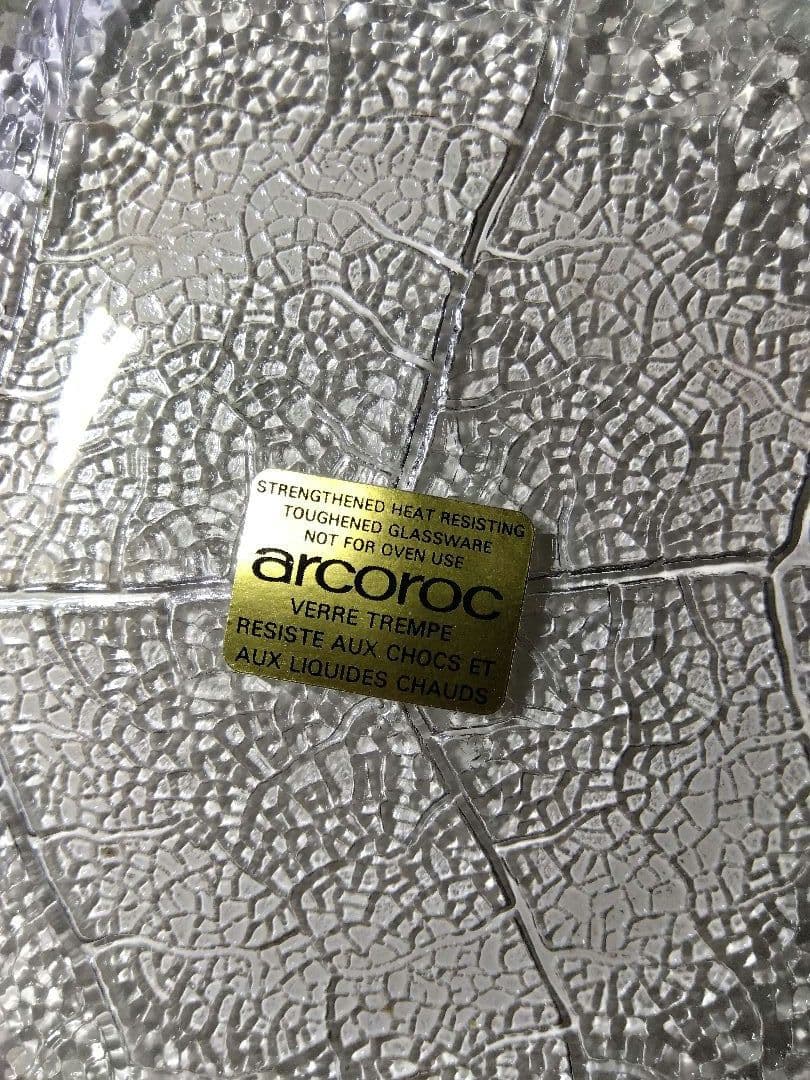 STRENGTHENED HEAT RESISTING
TOUGHENED GLASSWARE
NOT FOR OVEN USE
arcoroc
VERRE TREMPE
RESISTE AUX CHOCS ET
AUX LIQUIDES CHAUDS